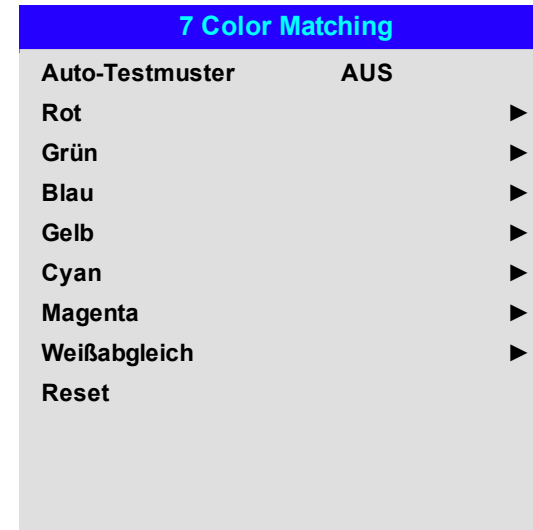 7 Color Matching
Auto-Testmuster AUS
Rot ►
Grün ►
Blau ►
Gelb ►
Cyan ►
Magenta ►
Weißabgleich ►
Reset